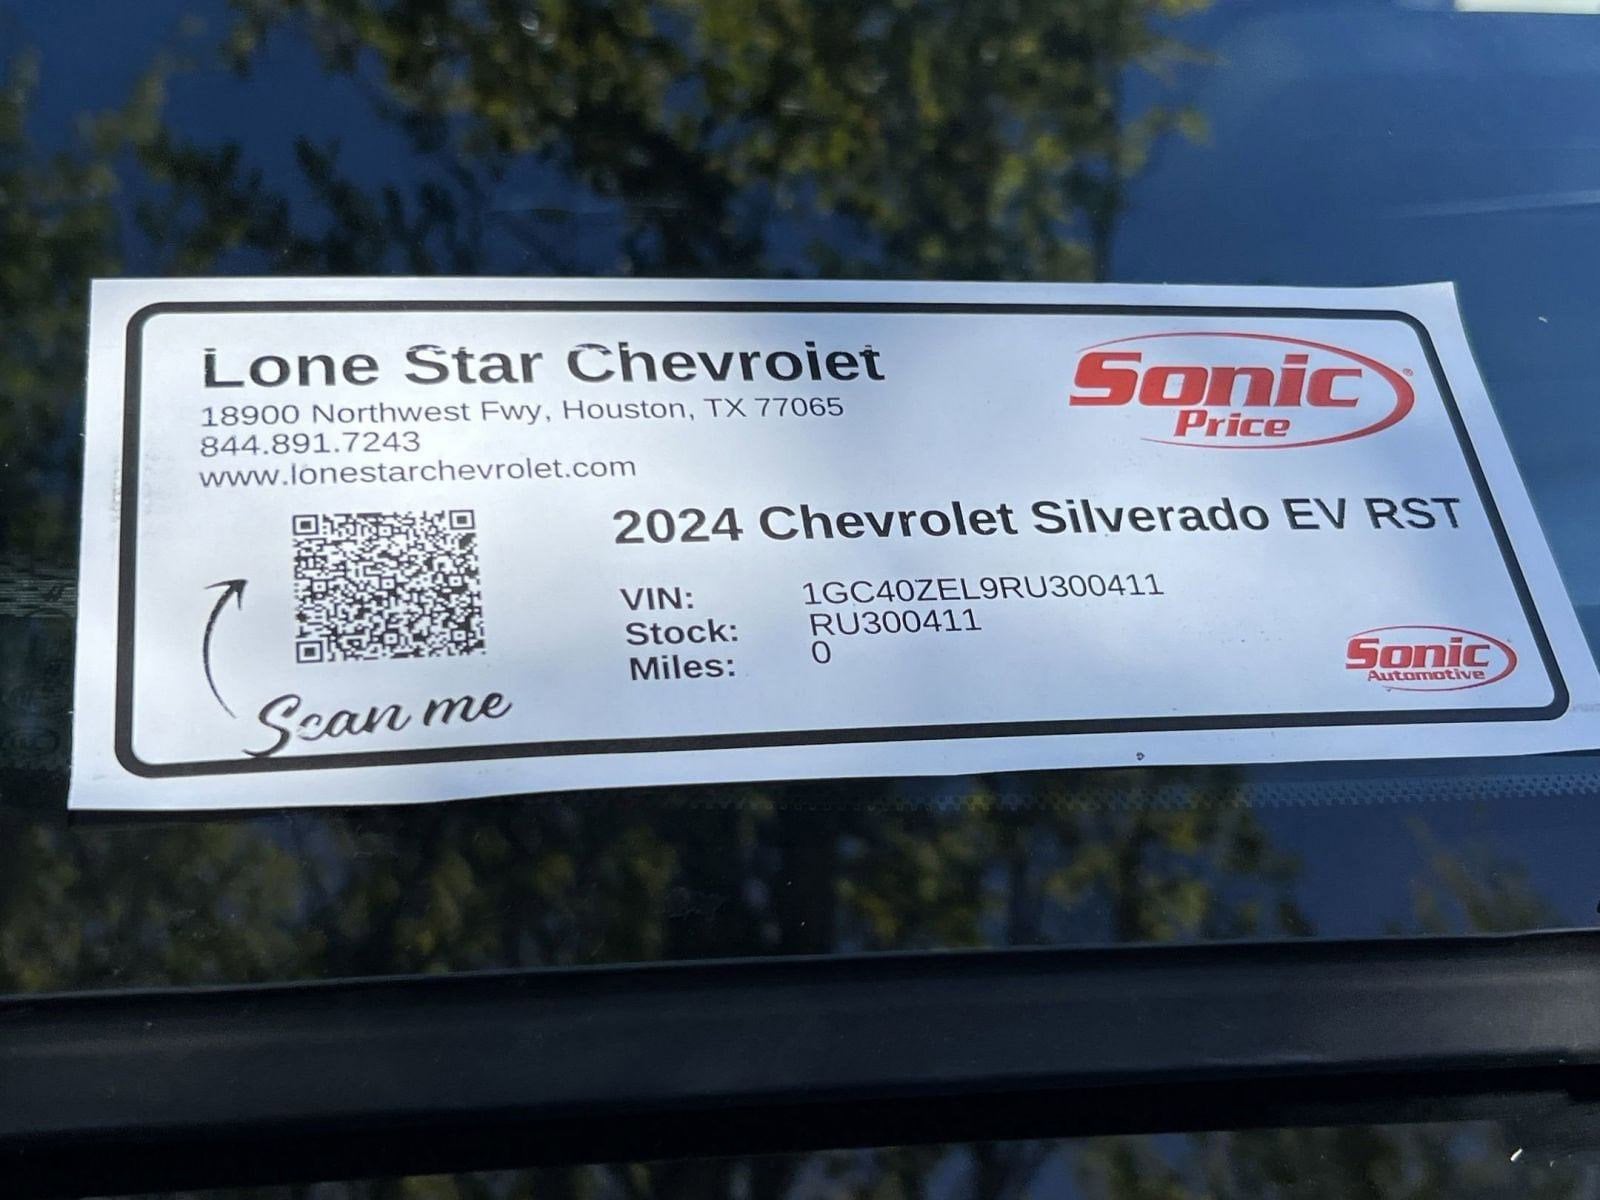 Lone Star Chevrolet
18900 Northwest Fwy, Houston, TX 77065
844.891.7243
www.lonestarchevrolet.com
Sonic®
Price
2024 Chevrolet Silverado EV RST
VIN: 1GC40ZEL9RU300411
Stock: RU300411
Miles: 0
Scan me
Sonic
Automotive